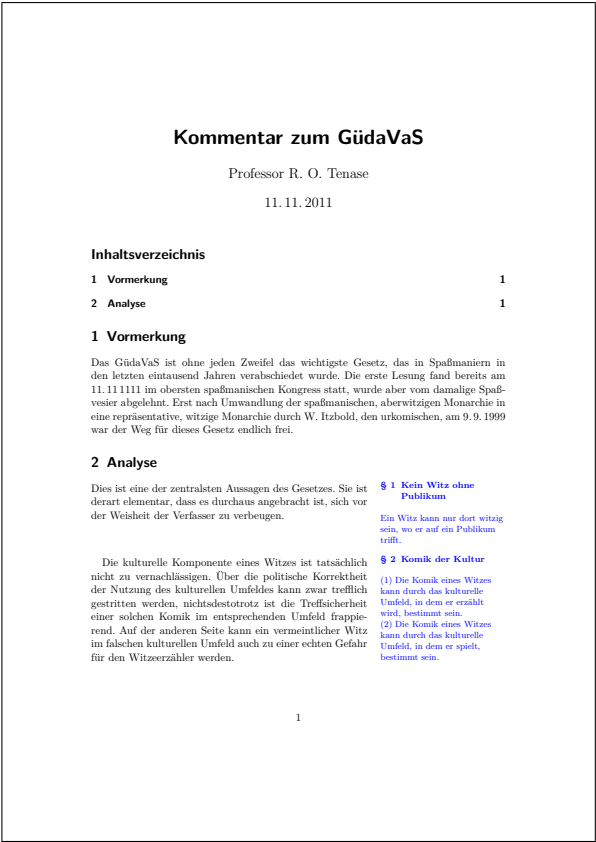 Kommentar zum GüdaVaS
Professor R. O. Tenase
11. 11. 2011
Inhaltsverzeichnis
1 Vormerkung 1
2 Analyse 1
1 Vormerkung
Das GüdaVaS ist ohne jeden Zweifel das wichtigste Gesetz, das in Spaßmaniern in
den letzten eintausend Jahren verabschiedet wurde. Die erste Lesung fand bereits am
11. 11 1111 im obersten spaßmanischen Kongress statt, wurde aber vom damalige Spaß-
vesier abgelehnt. Erst nach Umwandlung der spaßmanischen, aberwitzigen Monarchie in
eine repräsentative, witzige Monarchie durch W. Itzbold, den urkomischen, am 9. 9. 1999
war der Weg für dieses Gesetz endlich frei.
2 Analyse
Dies ist eine der zentralsten Aussagen des Gesetzes. Sie ist
derart elementar, dass es durchaus angebracht ist, sich vor
der Weisheit der Verfasser zu verbeugen.
§ 1 Kein Witz ohne
Publikum
Ein Witz kann nur dort witzig
sein, wo er auf ein Publikum
trifft.
Die kulturelle Komponente eines Witzes ist tatsächlich
nicht zu vernachlässigen. Über die politische Korrektheit
der Nutzung des kulturellen Umfeldes kann zwar trefflich
gestritten werden, nichtsdestotrotz ist die Treffsicherheit
einer solchen Komik im entsprechenden Umfeld frappie-
rend. Auf der anderen Seite kann ein vermeintlicher Witz
im falschen kulturellen Umfeld auch zu einer echten Gefahr
für den Witzeerzähler werden.
§ 2 Komik der Kultur
(1) Die Komik eines Witzes
kann durch das kulturelle
Umfeld, in dem er erzählt
wird, bestimmt sein.
(2) Die Komik eines Witzes
kann durch das kulturelle
Umfeld, in dem er spielt,
bestimmt sein.
1